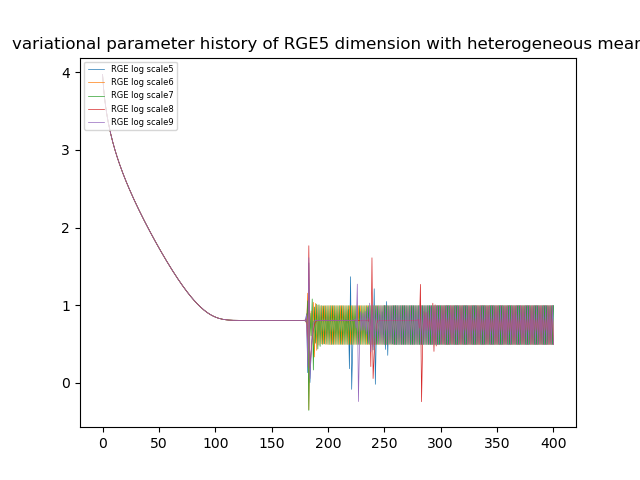 variational parameter history of RGE5 dimension with heterogeneous mear
4
3
2
1
0
RGE log scale5
RGE log scale6
RGE log scale7
RGE log scale8
RGE log scale9
0 50 100 150 200 250 300 350 400